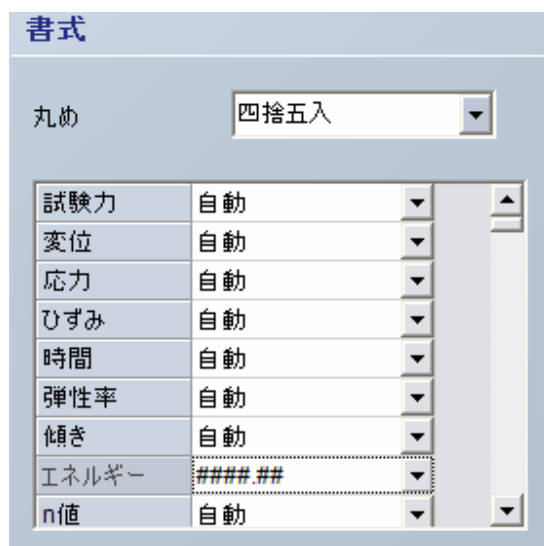 書式
丸め 四捨五入
試験力 自動
変位 自動
応力 自動
ひずみ 自動
時間 自動
弾性率 自動
傾き 自動
エネルギー ####.##
n値 自動